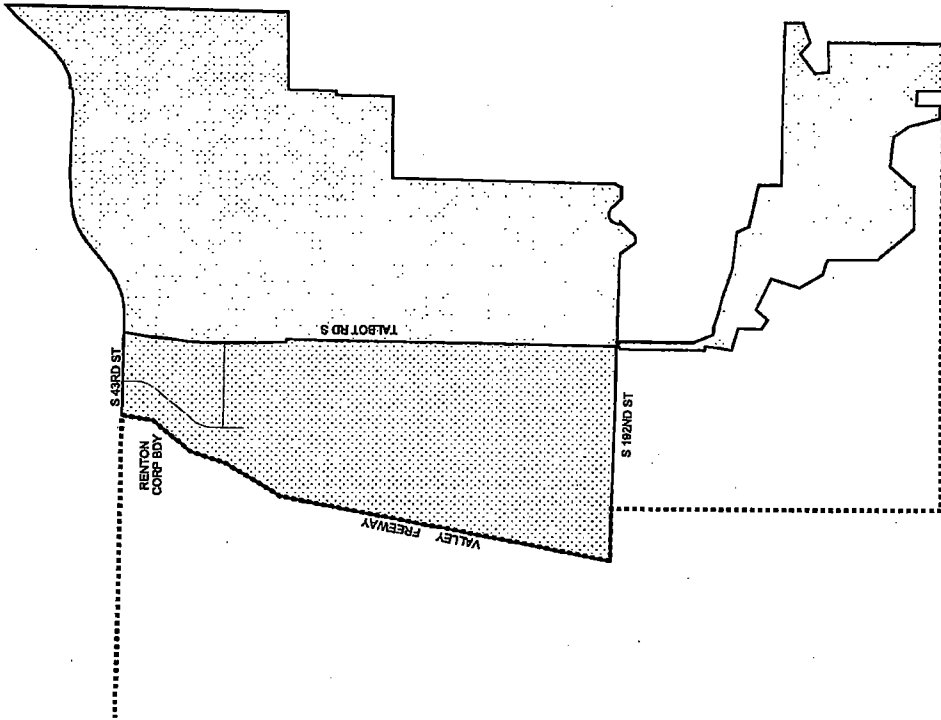 S 43RD ST
RENTON
CORP BDY
TALBOT RD S
VALLEY FREEWAY
S 192ND ST